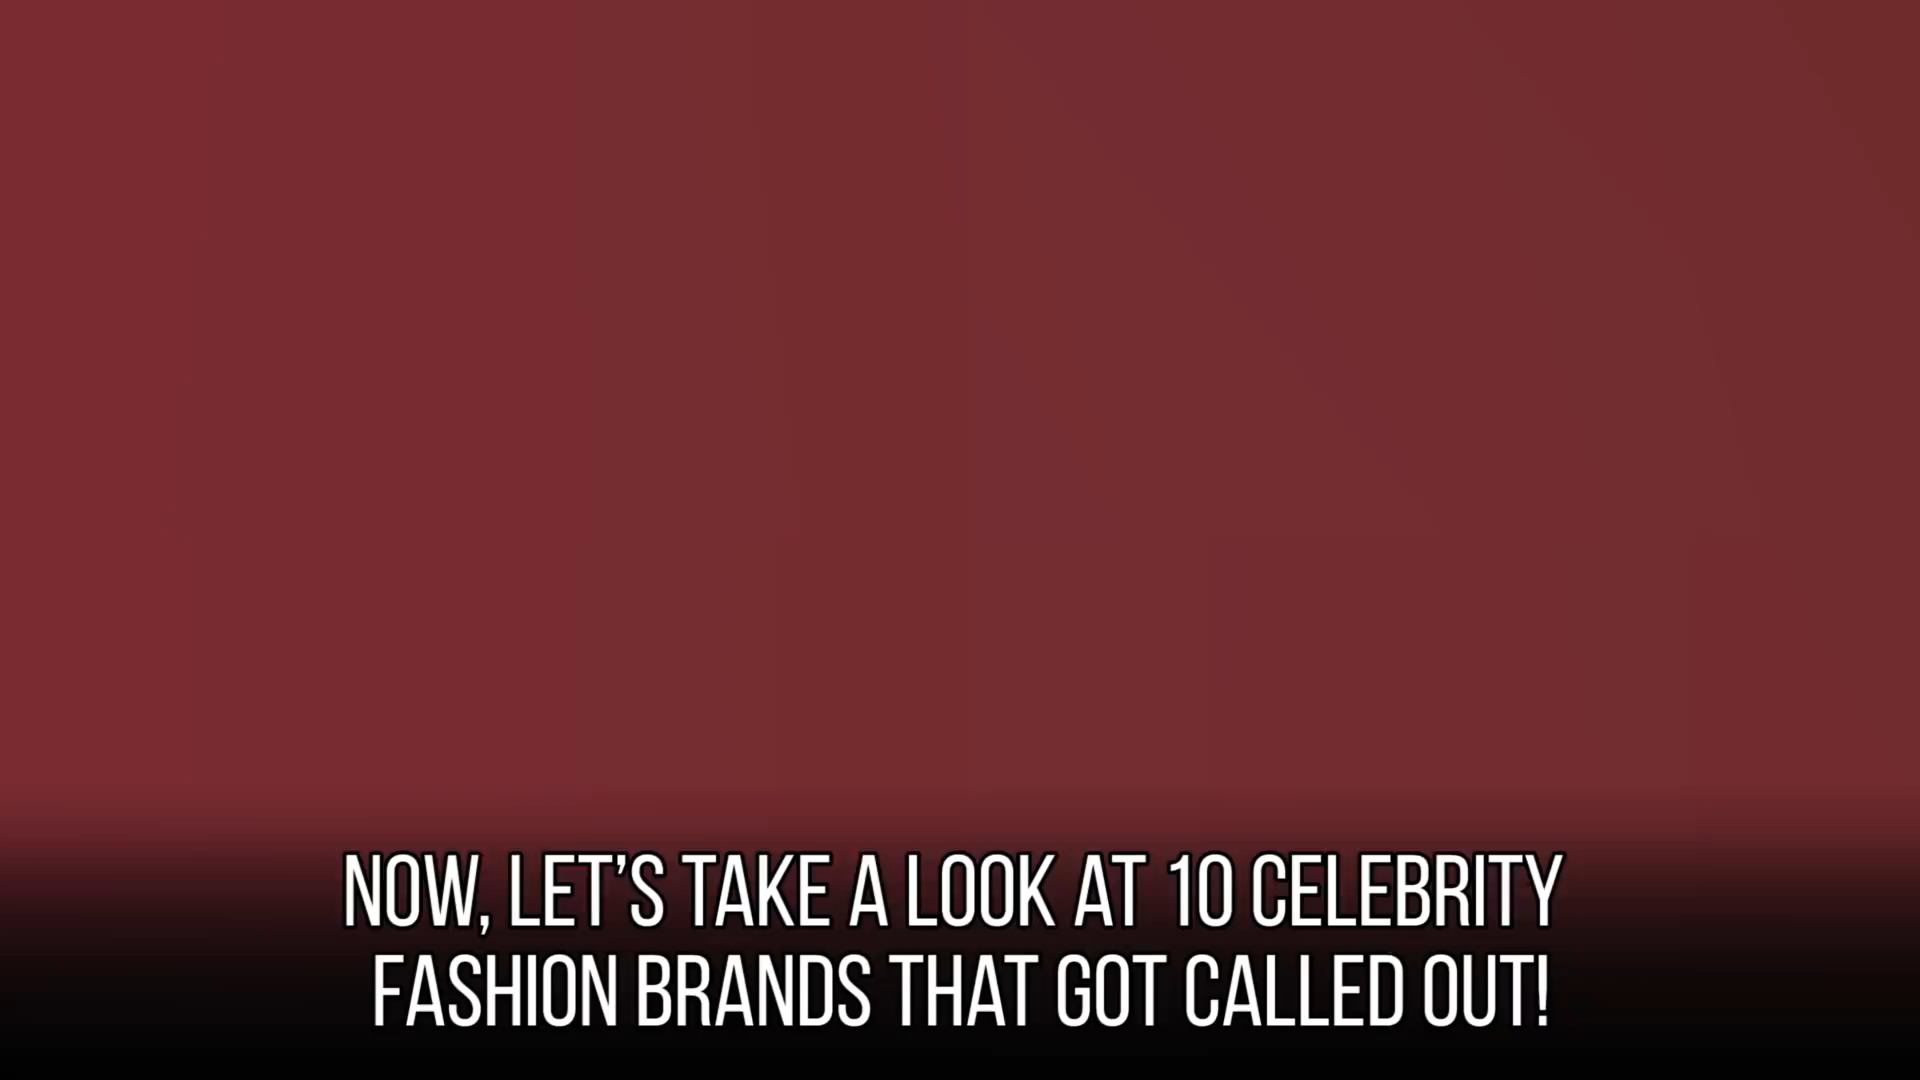 NOW, LET’S TAKE A LOOK AT 10 CELEBRITY
FASHION BRANDS THAT GOT CALLED OUT!